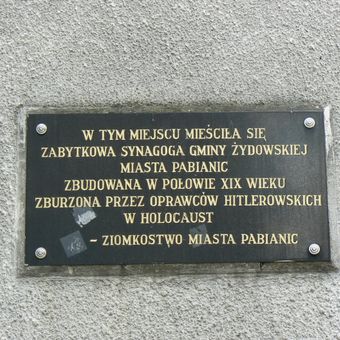 W TYM MIEJSCU MIEŚCIŁA SIĘ
ZABYTKOWA SYNAGOGA GMINY ŻYDOWSKIEJ
MIASTA PABIANIC
ZBUDOWANA W POŁOWIE XIX WIEKU
ZBURZONA PRZEZ OPRAWCÓW HITLEROWSKICH
W HOLOCAUST
– ZIOMKOSTWO MIASTA PABIANIC